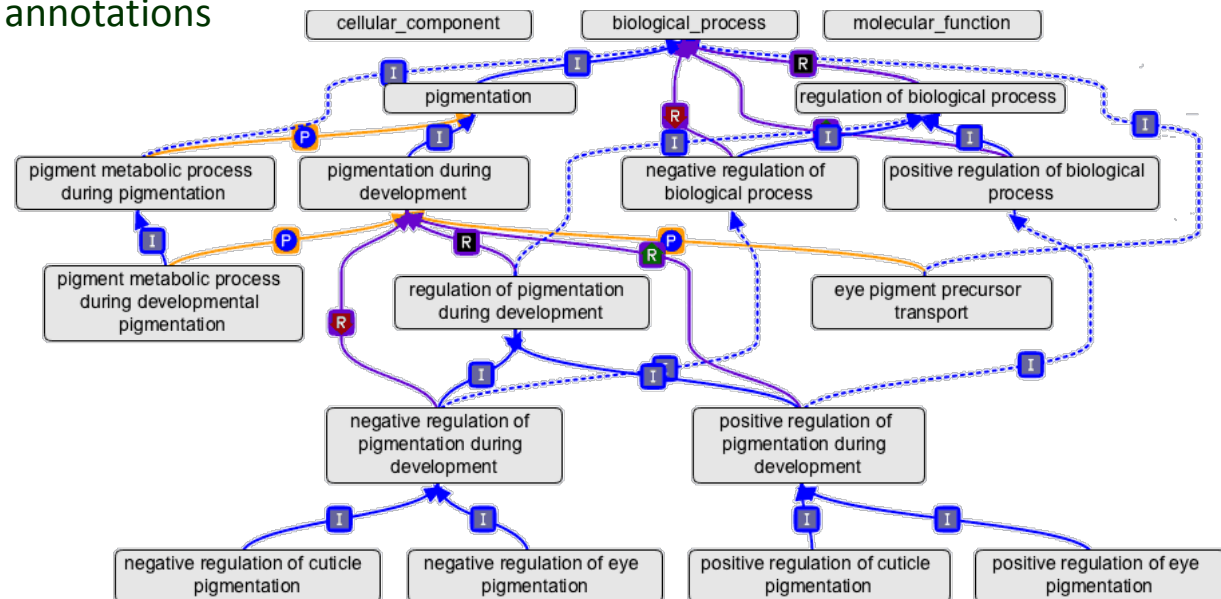 annotations
cellular_component
biological_process
molecular_function
I
I
R
pigmentation
regulation of biological process
R
I
P
I
I
I
I
pigment metabolic process
during pigmentation
pigmentation during
development
negative regulation of
biological process
positive regulation of biological
process
I
P
R
R
P
pigment metabolic process
during developmental
pigmentation
regulation of pigmentation
during development
eye pigment precursor
transport
R
I
I
I
I
negative regulation of
pigmentation during
development
positive regulation of
pigmentation during
development
I
I
I
I
negative regulation of cuticle
pigmentation
negative regulation of eye
pigmentation
positive regulation of cuticle
pigmentation
positive regulation of eye
pigmentation